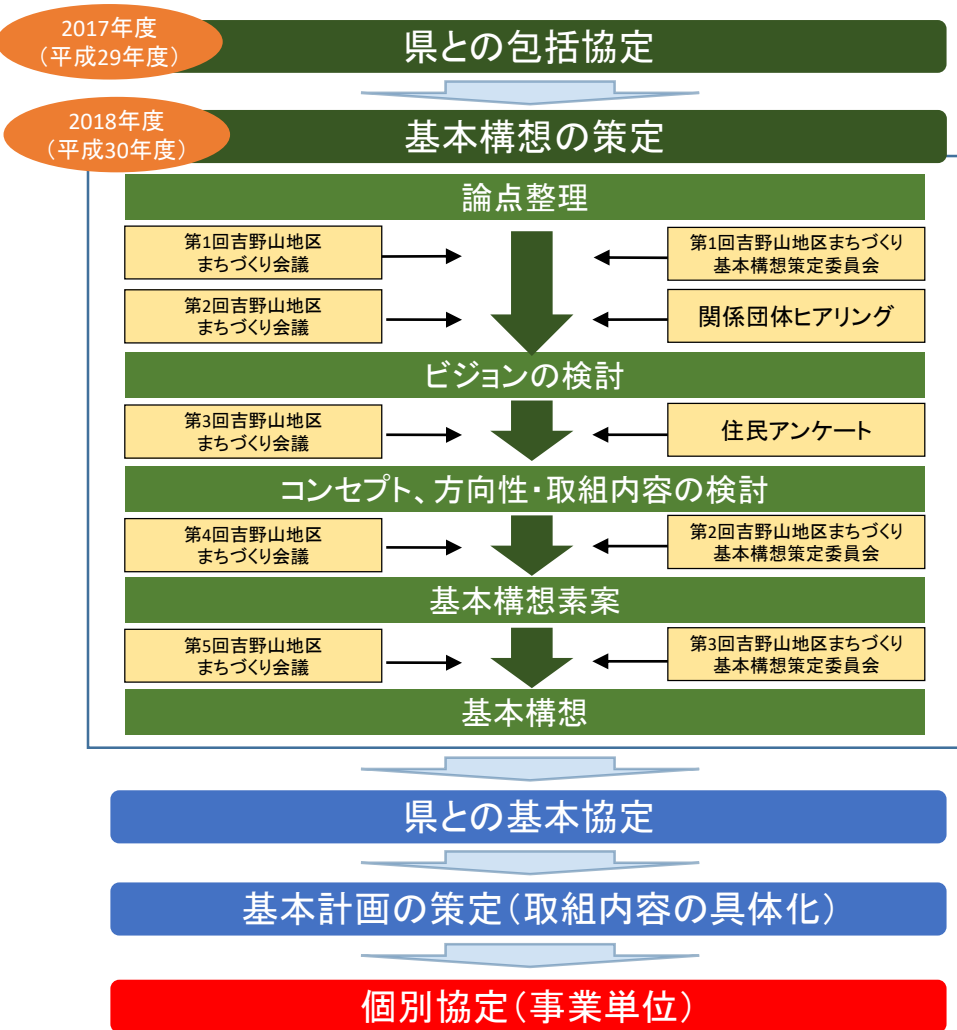 2017年度
（平成29年度）
県との包括協定
2018年度
（平成30年度）
基本構想の策定
論点整理
第1回吉野山地区
まちづくり会議
第1回吉野山地区まちづくり
基本構想策定委員会
第2回吉野山地区
まちづくり会議
関係団体ヒアリング
ビジョンの検討
第3回吉野山地区
まちづくり会議
住民アンケート
コンセプト、方向性・取組内容の検討
第4回吉野山地区
まちづくり会議
第2回吉野山地区まちづくり
基本構想策定委員会
基本構想素案
第5回吉野山地区
まちづくり会議
第3回吉野山地区まちづくり
基本構想策定委員会
基本構想
県との基本協定
基本計画の策定（取組内容の具体化）
個別協定（事業単位）